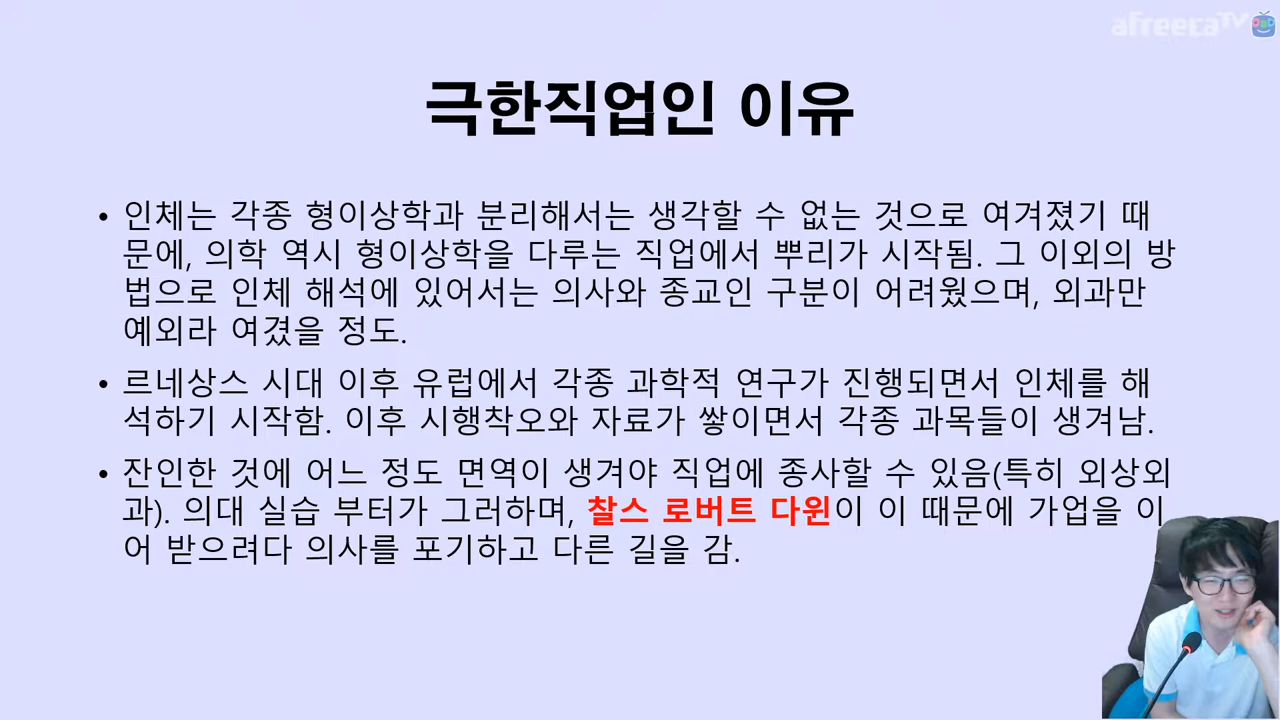 afreecaTV
극한직업인 이유
• 인체는 각종 형이상학과 분리해서는 생각할 수 없는 것으로 여겨졌기 때
문에, 의학 역시 형이상학을 다루는 직업에서 뿌리가 시작됨. 그 이외의 방
법으로 인체 해석에 있어서는 의사와 종교인 구분이 어려웠으며, 외과만
예외라 여겼을 정도.
• 르네상스 시대 이후 유럽에서 각종 과학적 연구가 진행되면서 인체를 해
석하기 시작함. 이후 시행착오와 자료가 쌓이면서 각종 과목들이 생겨남.
• 잔인한 것에 어느 정도 면역이 생겨야 직업에 종사할 수 있음(특히 외상외
과). 의대 실습 부터가 그러하며, 찰스 로버트 다윈이 이 때문에 가업을 이
어 받으려다 의사를 포기하고 다른 길을 감.